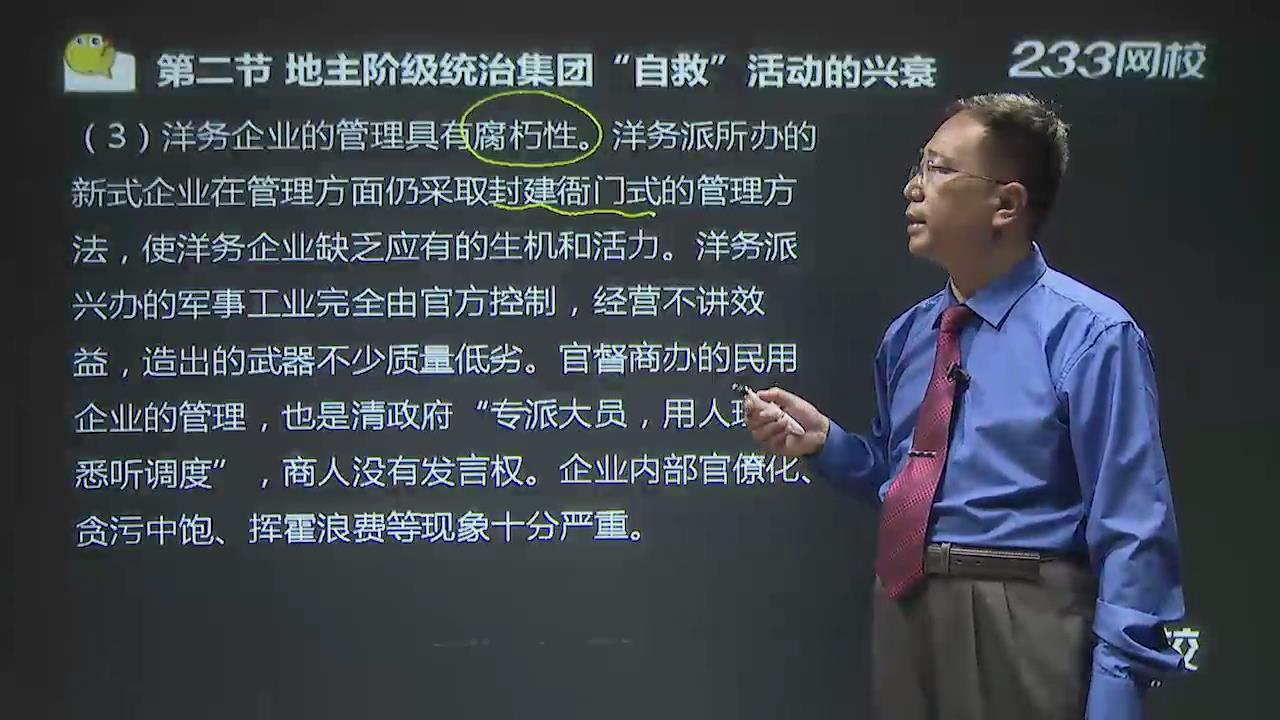 第二节 地主阶级统治集团“自救”活动的兴衰
233网校
（3）洋务企业的管理具有腐朽性。洋务派所办的
新式企业在管理方面仍采取封建衙门式的管理方
法，使洋务企业缺乏应有的生机和活力。洋务派
兴办的军事工业完全由官方控制，经营不讲效
益，造出的武器不少质量低劣。官督商办的民用
企业的管理，也是清政府“专派大员，用人
悉听调度”，商人没有发言权。企业内部官僚化、
贪污中饱、挥霍浪费等现象十分严重。
校